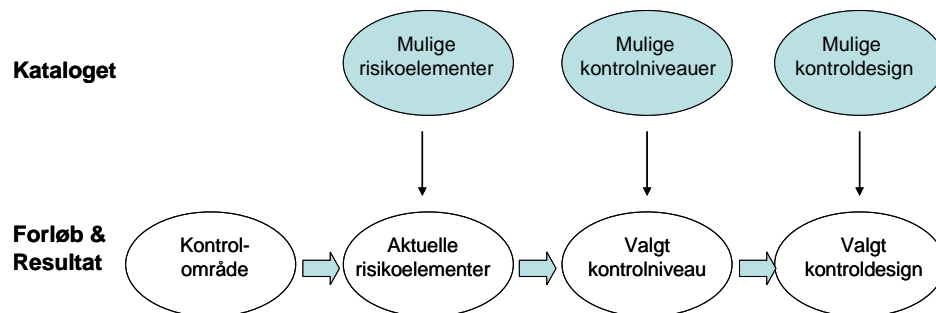 Kataloget
Mulige
risikoelementer
Mulige
kontrolniveauer
Mulige
kontroldesign
Forløb &
Resultat
Kontrol-
område
Aktuelle
risikoelementer
Valgt
kontrolniveau
Valgt
kontroldesign